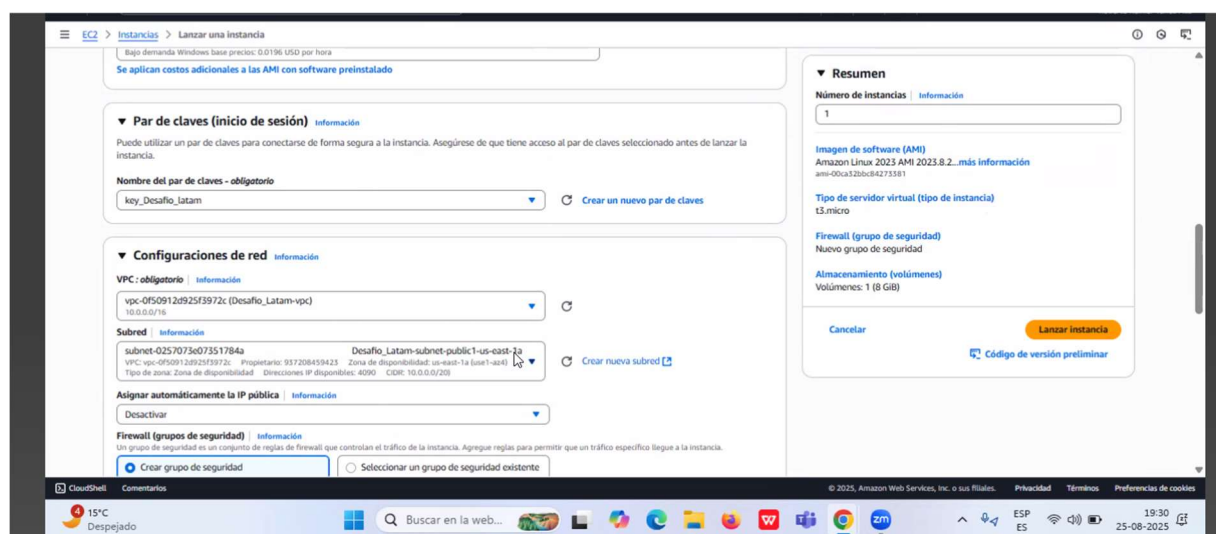 EC2 > Instancias > Lanzar una instancia
Bajo demanda Windows base precios: 0.0196 USD por hora
Se aplican costos adicionales a las AMI con software preinstalado
▼ Par de claves (inicio de sesión) Información
Puede utilizar un par de claves para conectarse de forma segura a la instancia. Asegúrese de que tiene acceso al par de claves seleccionado antes de lanzar la
instancia.
Nombre del par de claves - obligatorio
key_Desafio_latam
Crear un nuevo par de claves
▼ Configuraciones de red Información
VPC : obligatorio | Información
vpc-0f50912d925f3972c (Desafio_Latam-vpc)
10.0.0.0/16
Subred | Información
subnet-0257073e07351784a Desafio_Latam-subnet-public1-us-east-1a
VPC: vpc-0f50912d925f3972c Propietario: 937208459423 Zona de disponibilidad: us-east-1a (use1-az4)
Tipo de zona: Zona de disponibilidad Direcciones IP disponibles: 4090 CIDR: 10.0.0.0/20)
Crear nueva subred
Asignar automáticamente la IP pública | Información
Desactivar
Firewall (grupos de seguridad) | Información
Un grupo de seguridad es un conjunto de reglas de firewall que controlan el tráfico de la instancia. Agregue reglas para permitir que un tráfico específico llegue a la instancia.
Crear grupo de seguridad
Seleccionar un grupo de seguridad existente
▼ Resumen
Número de instancias | Información
1
Imagen de software (AMI)
Amazon Linux 2023 AMI 2023.8.2...más información
ami-00ca32bbc84273381
Tipo de servidor virtual (tipo de instancia)
t3.micro
Firewall (grupo de seguridad)
Nuevo grupo de seguridad
Almacenamiento (volúmenes)
Volúmenes: 1 (8 GiB)
Cancelar
Lanzar instancia
Código de versión preliminar
CloudShell Comentarios
© 2025, Amazon Web Services, Inc. o sus filiales. Privacidad Términos Preferencias de cookies
4
15°C
Despejado
Buscar en la web...
zm
ESP
ES
19:30
25-08-2025